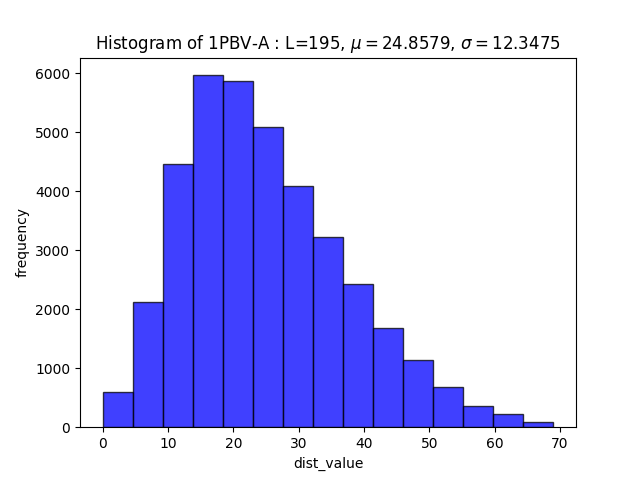 Histogram of 1PBV-A : L=195, μ = 24.8579, σ = 12.3475
6000
5000
4000
3000
2000
1000
0
frequency
0 10 20 30 40 50 60 70
dist_value